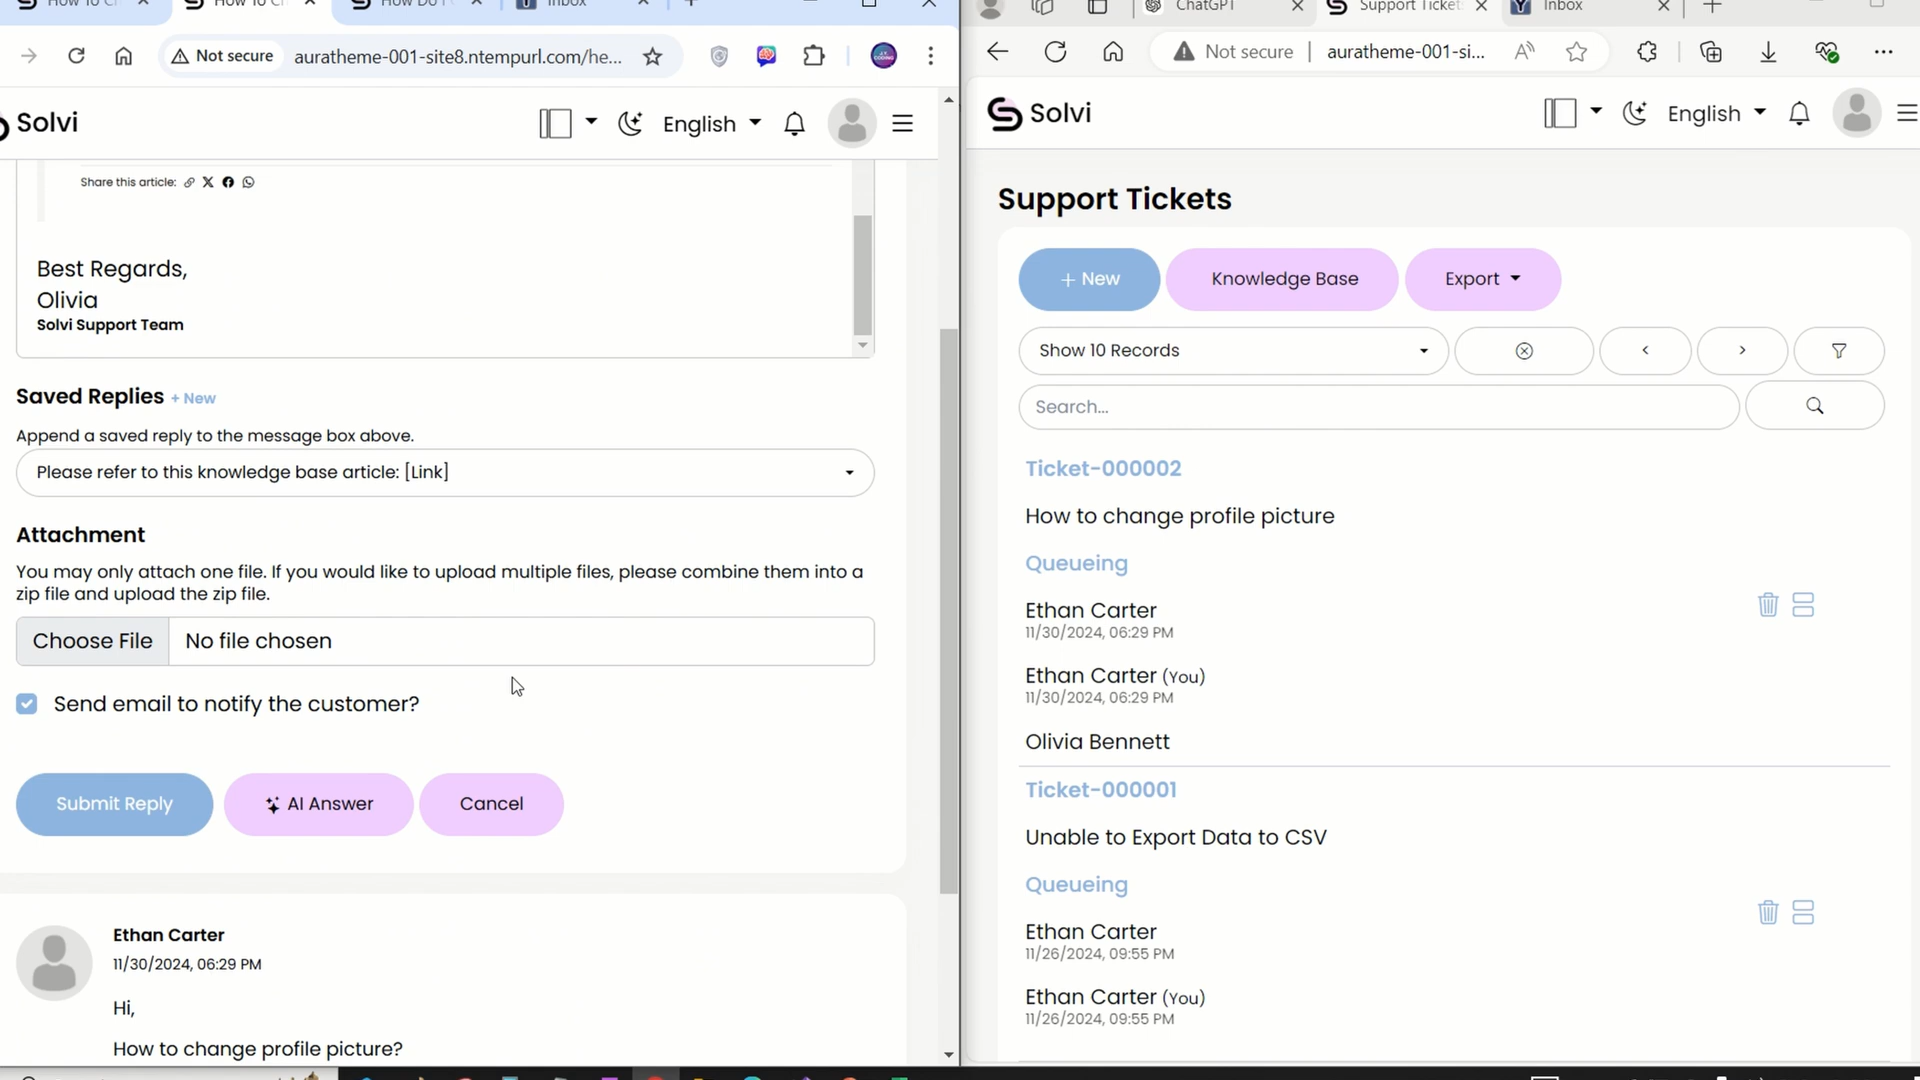 ChatGPT
Support Ticket
Inbox
Inbox
Not secure
auratheme-001-site8.ntempurl.com/he...
Not secure
auratheme-001-si...
Solvi
English
Solvi
English
Share this article:
Best Regards,
Olivia
Solvi Support Team
Saved Replies + New
Append a saved reply to the message box above.
Please refer to this knowledge base article: [Link]
Attachment
You may only attach one file. If you would like to upload multiple files, please combine them into a
zip file and upload the zip file.
Choose File No file chosen
Send email to notify the customer?
Submit Reply
AI Answer
Cancel
Ethan Carter
11/30/2024, 06:29 PM
Hi,
How to change profile picture?
Support Tickets
+ New
Knowledge Base
Export
Show 10 Records
Search...
Ticket-000002
How to change profile picture
Queueing
Ethan Carter
11/30/2024, 06:29 PM
Ethan Carter (You)
11/30/2024, 06:29 PM
Olivia Bennett
Ticket-000001
Unable to Export Data to CSV
Queueing
Ethan Carter
11/26/2024, 09:55 PM
Ethan Carter (You)
11/26/2024, 09:55 PM